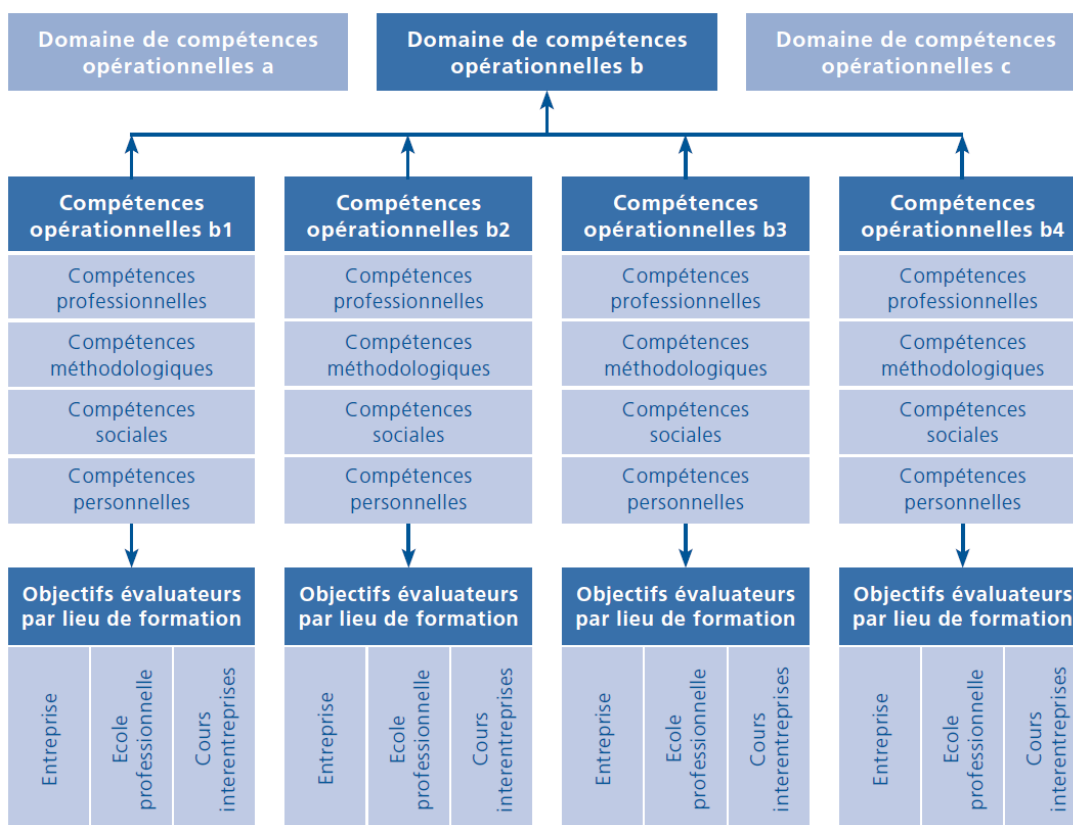 Domaine de compétences
opérationnelles a
Domaine de compétences
opérationnelles b
Domaine de compétences
opérationnelles c
Compétences
opérationnelles b1
Compétences
opérationnelles b2
Compétences
opérationnelles b3
Compétences
opérationnelles b4
Compétences
professionnelles
Compétences
professionnelles
Compétences
professionnelles
Compétences
professionnelles
Compétences
méthodologiques
Compétences
méthodologiques
Compétences
méthodologiques
Compétences
méthodologiques
Compétences
sociales
Compétences
sociales
Compétences
sociales
Compétences
sociales
Compétences
personnelles
Compétences
personnelles
Compétences
personnelles
Compétences
personnelles
Objectifs évaluateurs
par lieu de formation
Objectifs évaluateurs
par lieu de formation
Objectifs évaluateurs
par lieu de formation
Objectifs évaluateurs
par lieu de formation
Entreprise
Ecole
professionnelle
Cours
interentreprises
Entreprise
Ecole
professionnelle
Cours
interentreprises
Entreprise
Ecole
professionnelle
Cours
interentreprises
Entreprise
Ecole
professionnelle
Cours
interentreprises